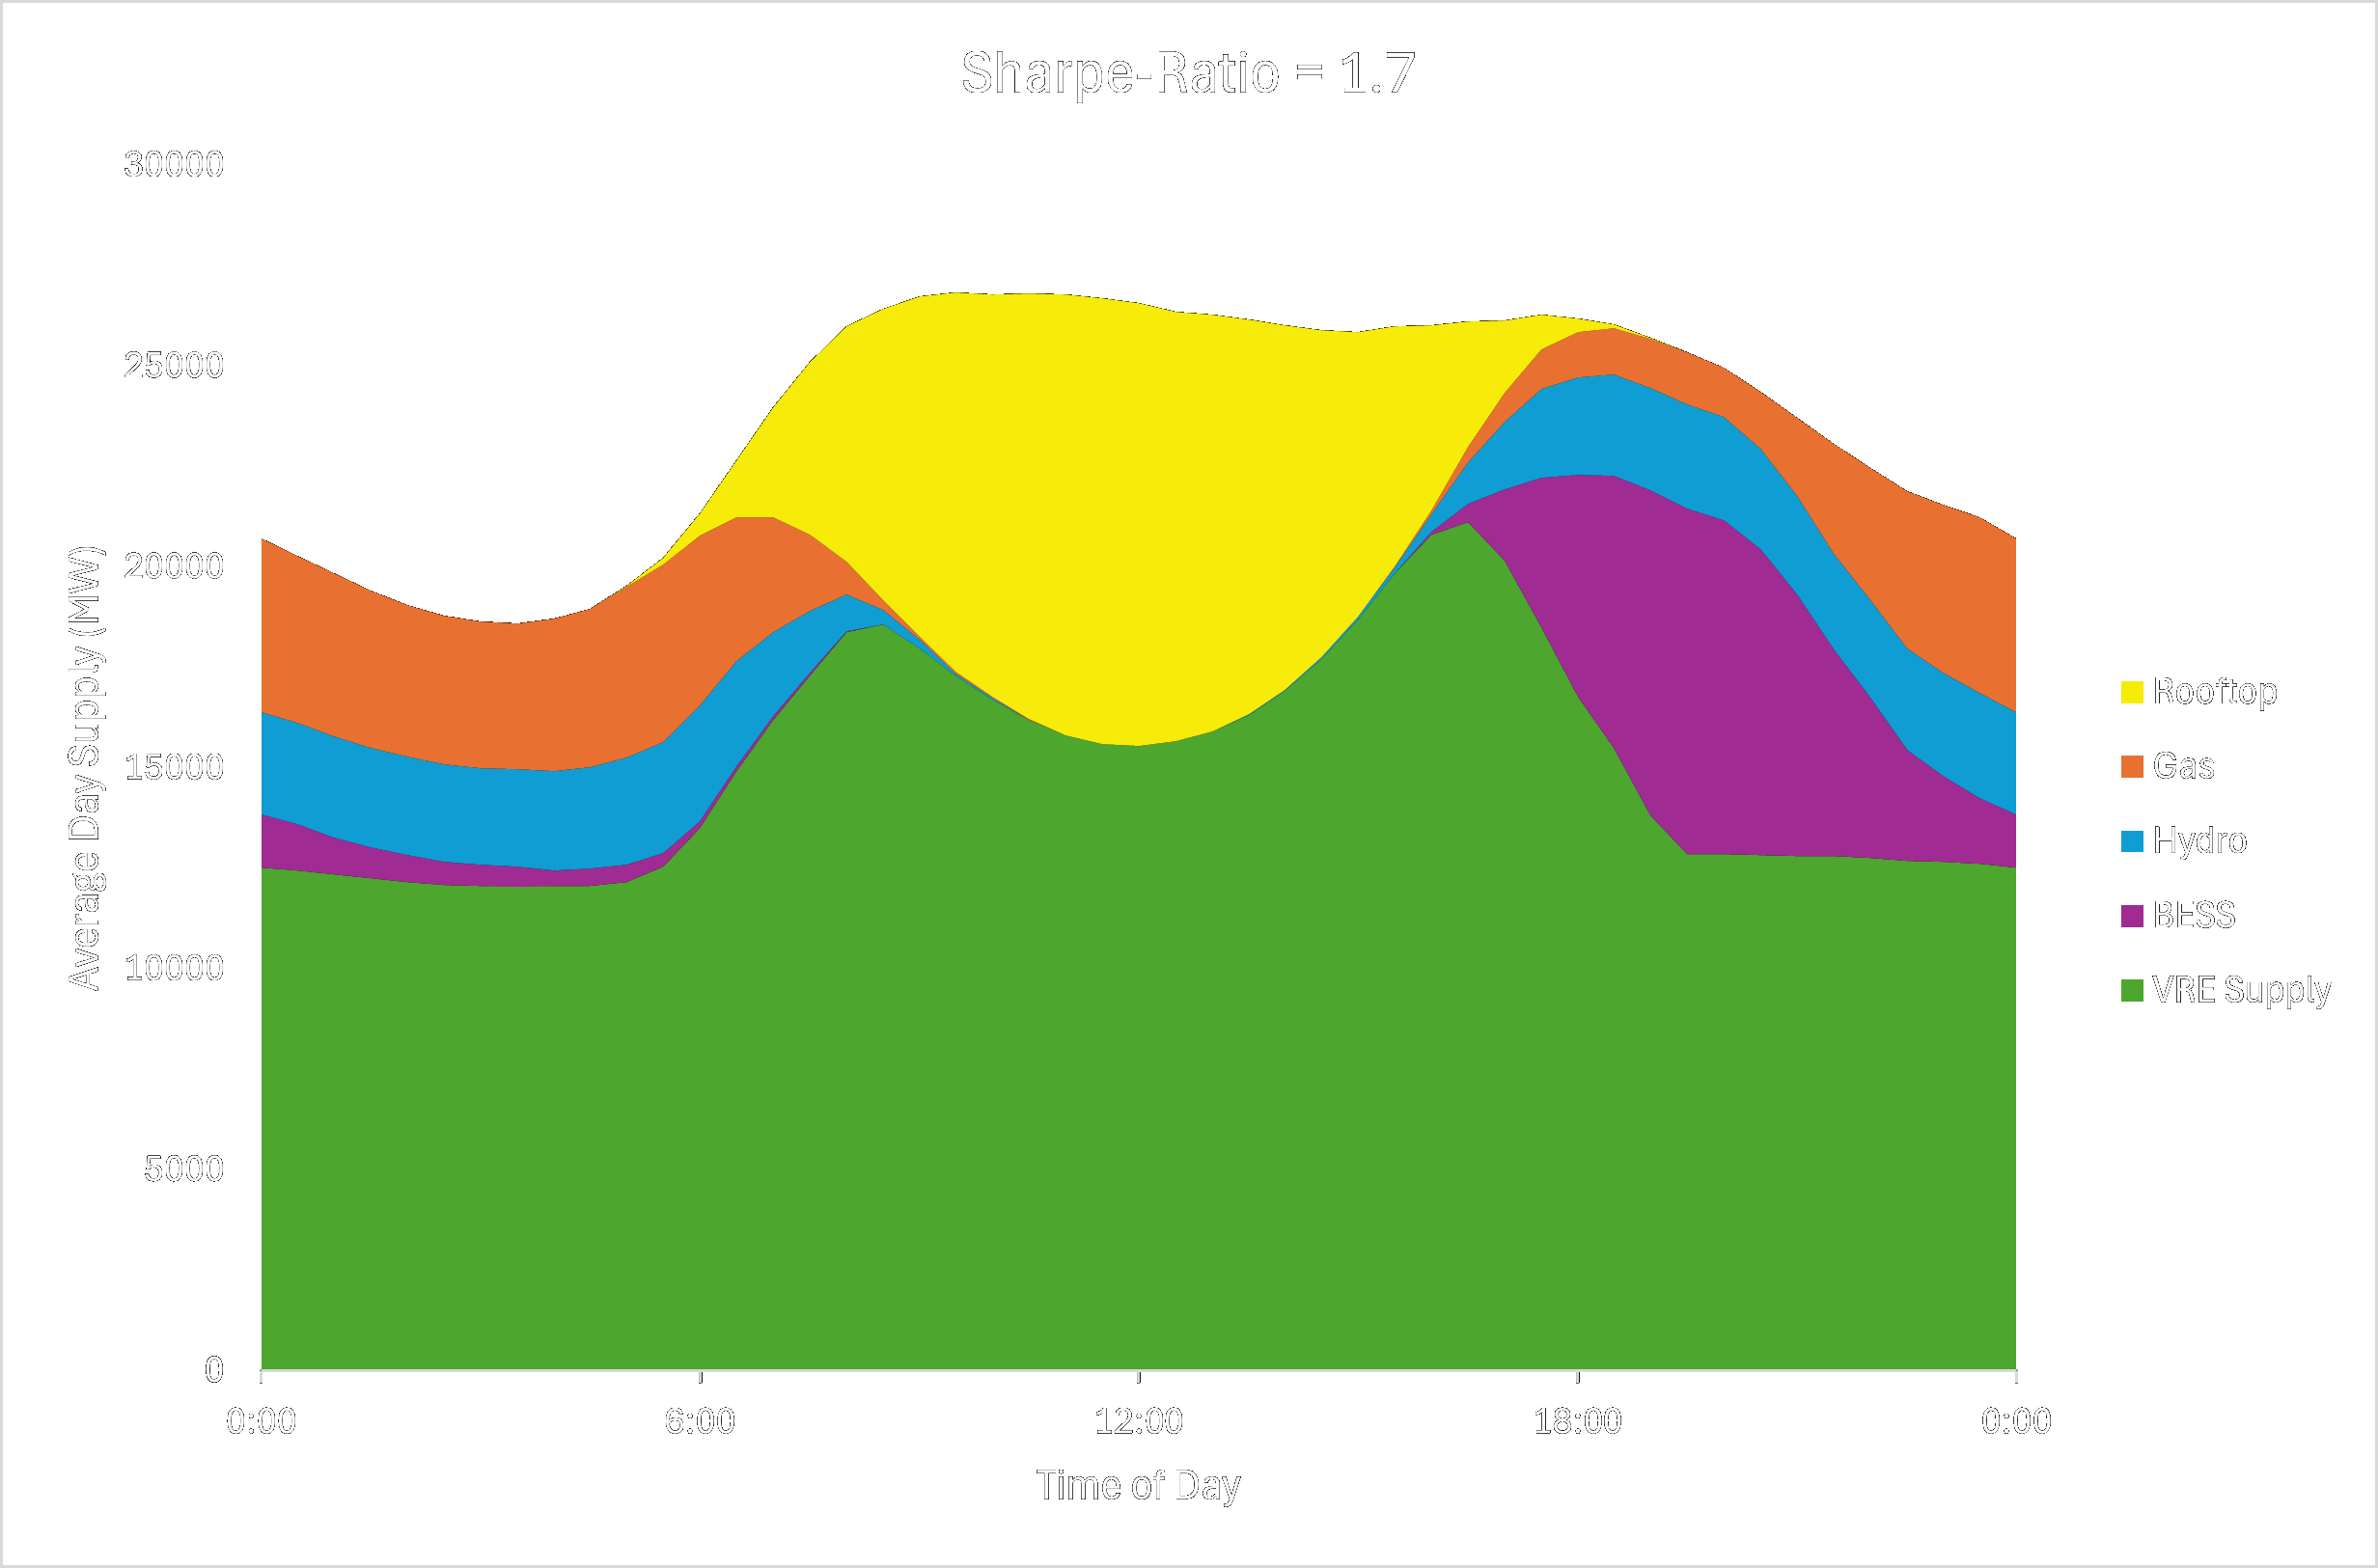 Sharpe-Ratio = 1.7
30000
25000
20000
15000
10000
5000
0
Average Day Supply (MW)
0:00 6:00 12:00 18:00 0:00
Time of Day
Rooftop
Gas
Hydro
BESS
VRE Supply